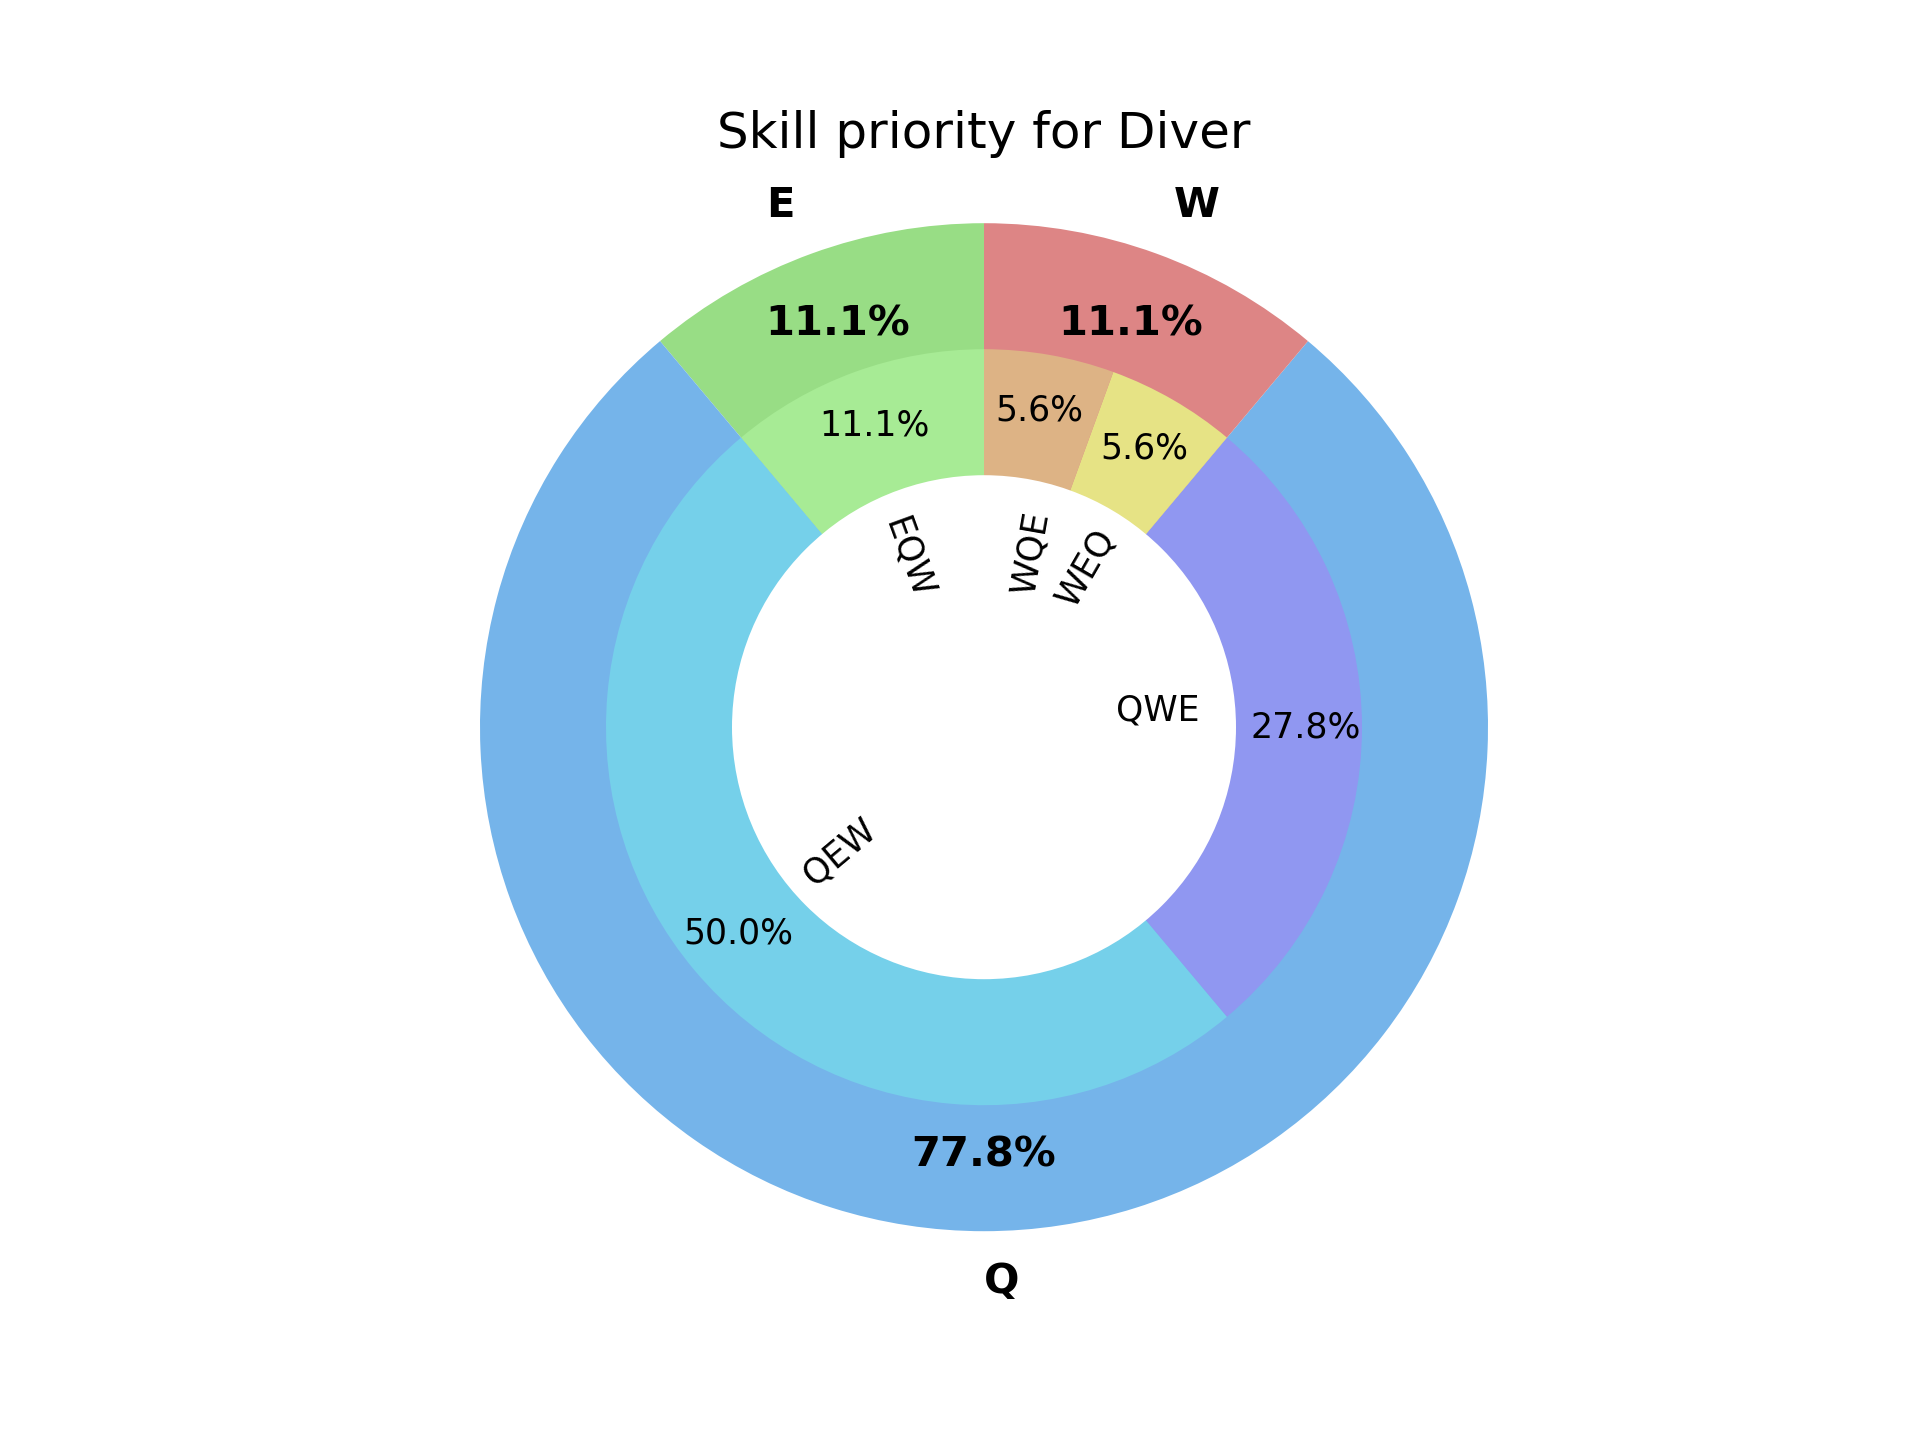 Skill priority for Diver
E
W
11.1%
11.1%
11.1%
5.6%
5.6%
EQW
WQE
WEQ
QWE
27.8%
QEW
50.0%
77.8%
Q